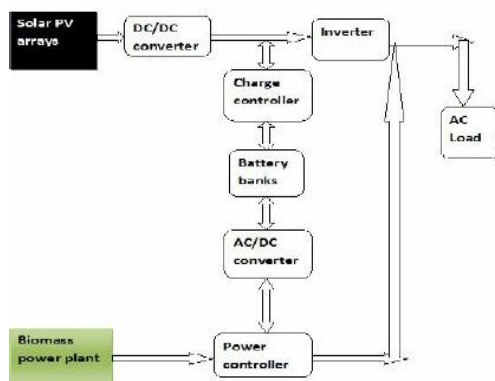 Solar PV
arrays
DC/DC
converter
Inverter
Charge
controller
AC
Load
Battery
banks
AC/DC
converter
Biomass
power plant
Power
controller